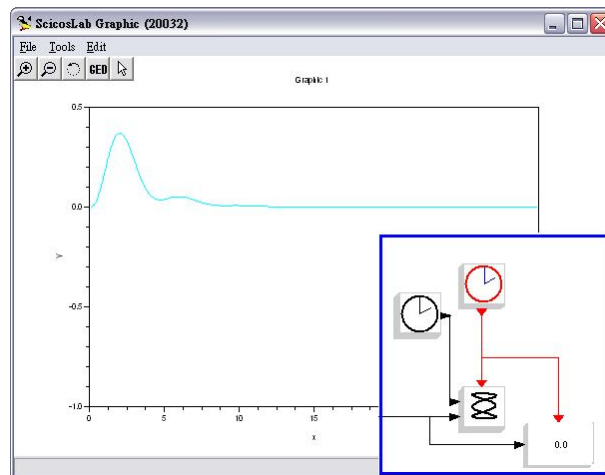 ScicosLab Graphic (20032)
File Tools Edit
GED
Graphic 1
0.5
0.0
-0.5
-1.0
Y
0 5 10 15
x
0.0